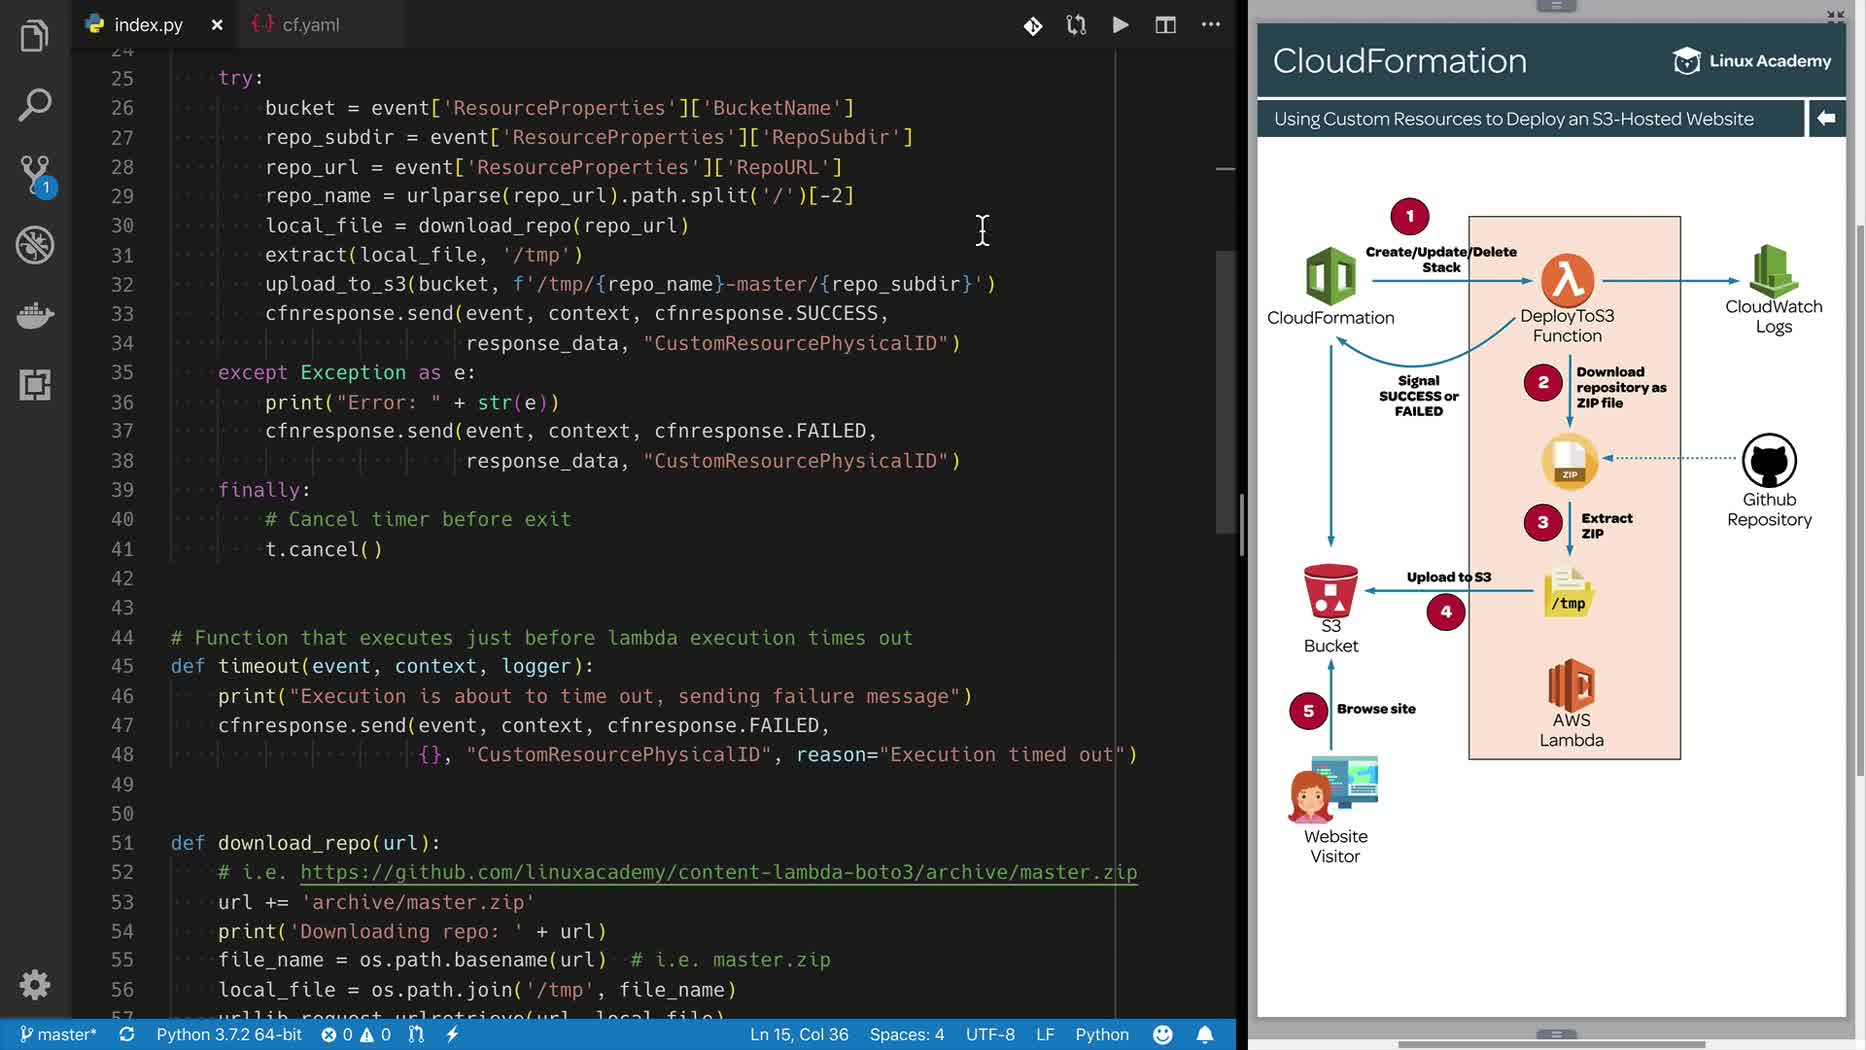 index.py
cf.yaml
24
25 try:
26 bucket = event['ResourceProperties']['BucketName']
27 repo_subdir = event['ResourceProperties']['RepoSubdir']
28 repo_url = event['ResourceProperties']['RepoURL']
29 repo_name = urlparse(repo_url).path.split('/')[-2]
30 local_file = download_repo(repo_url)
31 extract(local_file, '/tmp')
32 upload_to_s3(bucket, f'/tmp/{repo_name}-master/{repo_subdir}')
33 cfnresponse.send(event, context, cfnresponse.SUCCESS,
34 response_data, "CustomResourcePhysicalID")
35 except Exception as e:
36 print("Error: " + str(e))
37 cfnresponse.send(event, context, cfnresponse.FAILED,
38 response_data, "CustomResourcePhysicalID")
39 finally:
40 # Cancel timer before exit
41 t.cancel()
42
43
44 # Function that executes just before lambda execution times out
45 def timeout(event, context, logger):
46 print("Execution is about to time out, sending failure message")
47 cfnresponse.send(event, context, cfnresponse.FAILED,
48 {}, "CustomResourcePhysicalID", reason="Execution timed out")
49
50
51 def download_repo(url):
52 # i.e. https://github.com/linuxacademy/content-lambda-boto3/archive/master.zip
53 url += 'archive/master.zip'
54 print('Downloading repo: ' + url)
55 file_name = os.path.basename(url) # i.e. master.zip
56 local_file = os.path.join('/tmp', file_name)
57 urllib.request.urlretrieve(url, local_file)
1
master*
Python 3.7.2 64-bit
0
0
Ln 15, Col 36
Spaces: 4
UTF-8
LF
Python
CloudFormation
Linux Academy
Using Custom Resources to Deploy an S3-Hosted Website
1
Create/Update/Delete
Stack
CloudFormation
DeployToS3
Function
CloudWatch
Logs
Signal
SUCCESS or
FAILED
2
Download
repository as
ZIP file
ZIP
Github
Repository
3
Extract
ZIP
Upload to S3
4
/tmp
S3
Bucket
5
Browse site
AWS
Lambda
Website
Visitor